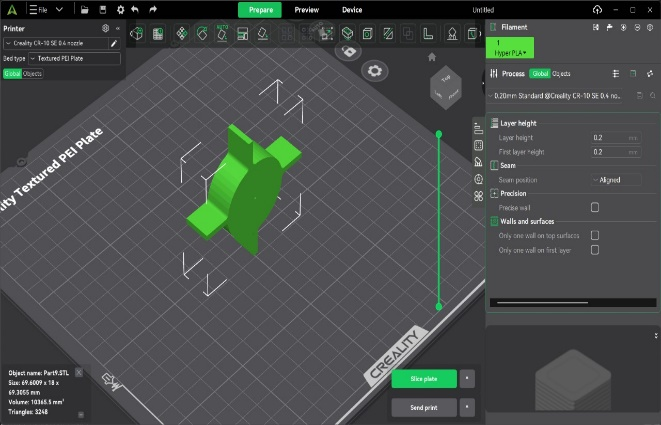 File
Prepare
Preview
Device
Untitled
Printer
Creality CR-10 SE 0.4 nozzle
Bed type
Textured PEI Plate
Global
Objects
AUTO
Top
lity Textured PEI Plate
CREALITY
Object name: Part9.STL
Size: 69.6009 x 18 x
69.3055 mm
Volume: 10365.5 mm³
Triangles: 3248
Slice plate
Send print
Filament
1
Hyper PLA
Process
Global
Objects
0.20mm Standard @Creality CR-10 SE 0.4 no...
Layer height
Layer height
0.2
mm
First layer height
0.2
mm
Seam
Seam position
Aligned
Precision
Precise wall
Walls and surfaces
Only one wall on top surfaces
Only one wall on first layer